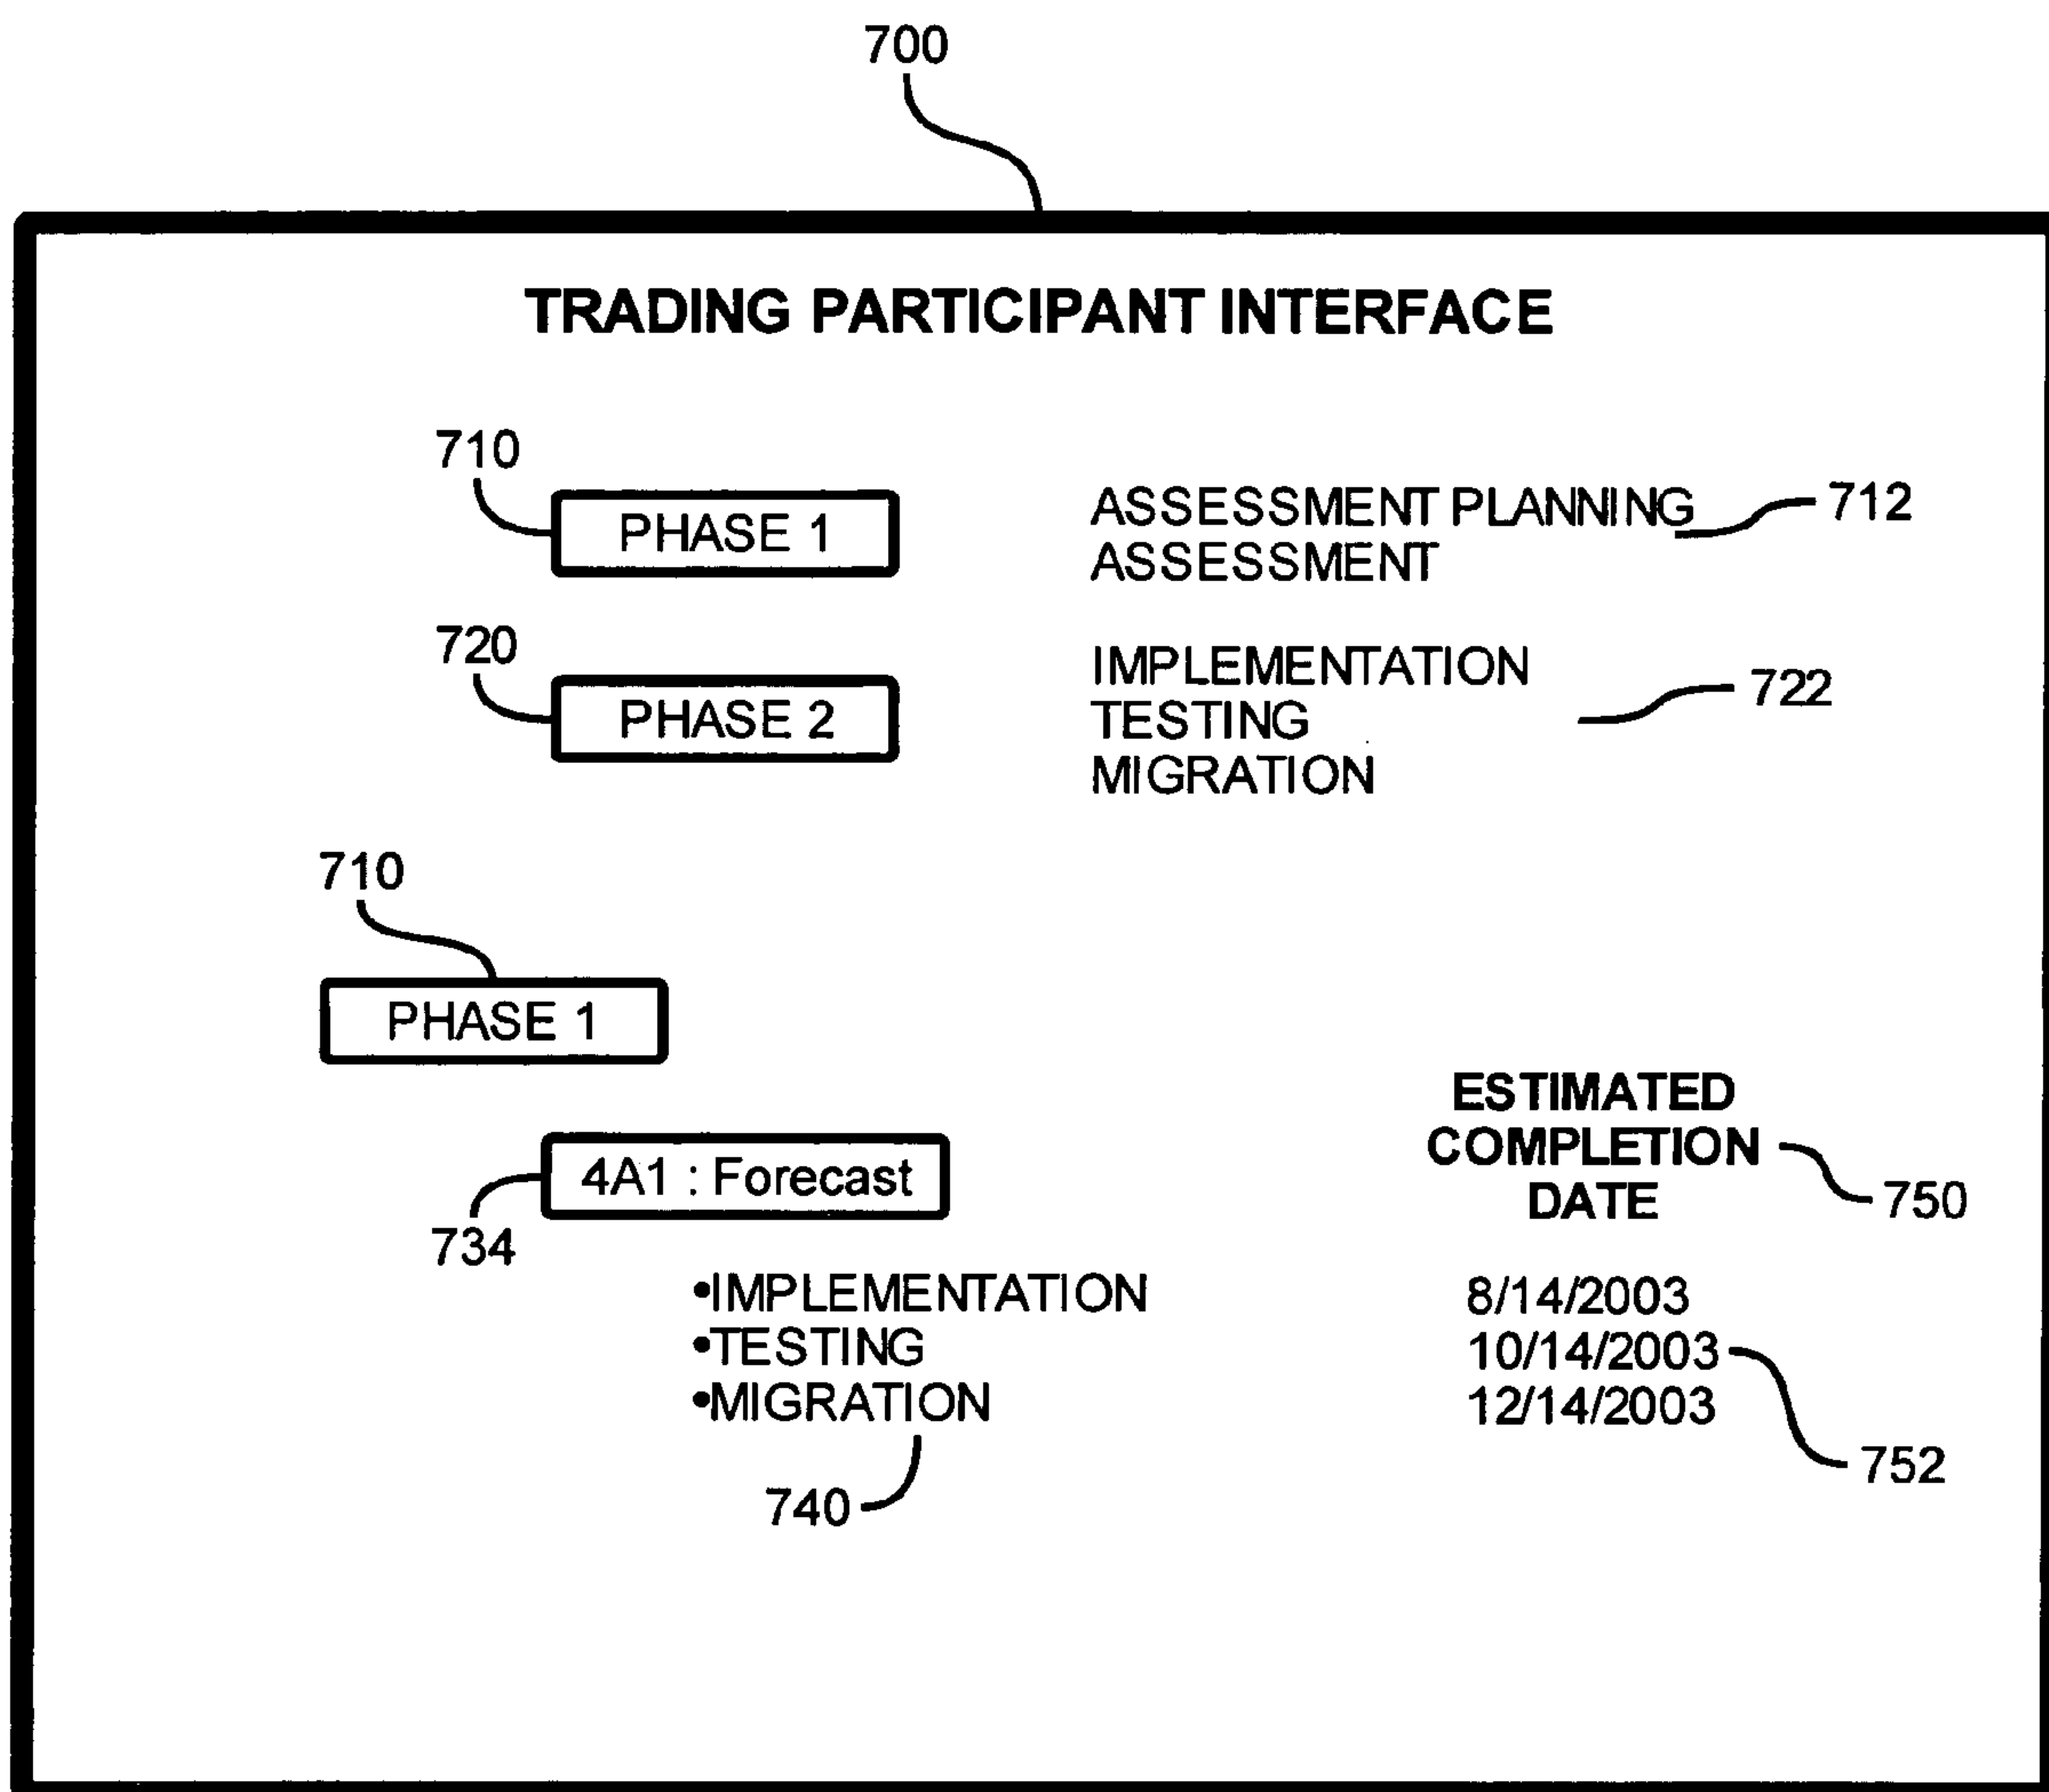 700
TRADING PARTICIPANT INTERFACE
710
PHASE 1
ASSESSMENT PLANNING
ASSESSMENT
712
720
PHASE 2
IMPLEMENTATION
TESTING
MIGRATION
722
710
PHASE 1
ESTIMATED
COMPLETION
DATE
750
4A1 : Forecast
734
•IMPLEMENTATION 8/14/2003
•TESTING 10/14/2003
•MIGRATION 12/14/2003
752
740